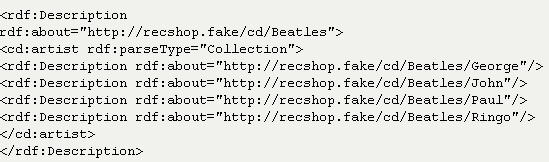 <rdf:Description
rdf:about="http://recshop.fake/cd/Beatles">
<cd:artist rdf:parseType="Collection">
<rdf:Description rdf:about="http://recshop.fake/cd/Beatles/George"/>
<rdf:Description rdf:about="http://recshop.fake/cd/Beatles/John"/>
<rdf:Description rdf:about="http://recshop.fake/cd/Beatles/Paul"/>
<rdf:Description rdf:about="http://recshop.fake/cd/Beatles/Ringo"/>
</cd:artist>
</rdf:Description>